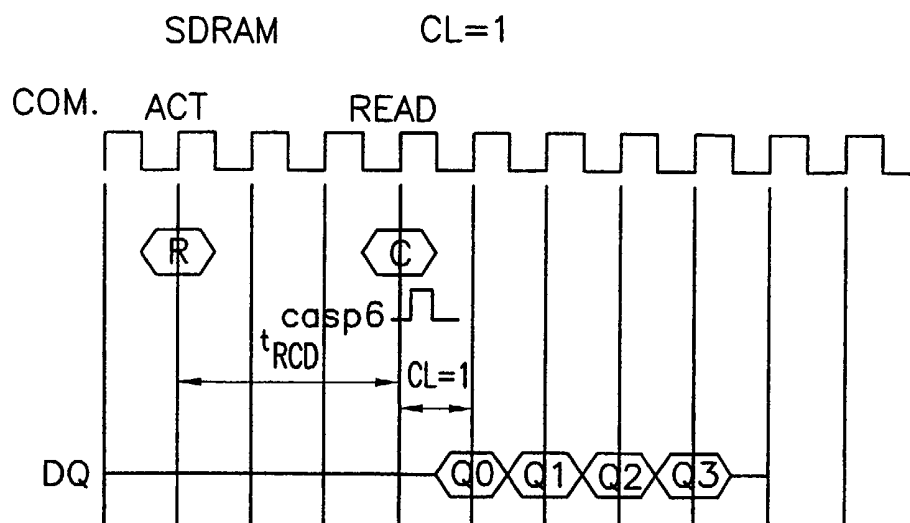 SDRAM CL=1
COM. ACT READ
R C
casp6
tRCD CL=1
DQ Q0 Q1 Q2 Q3